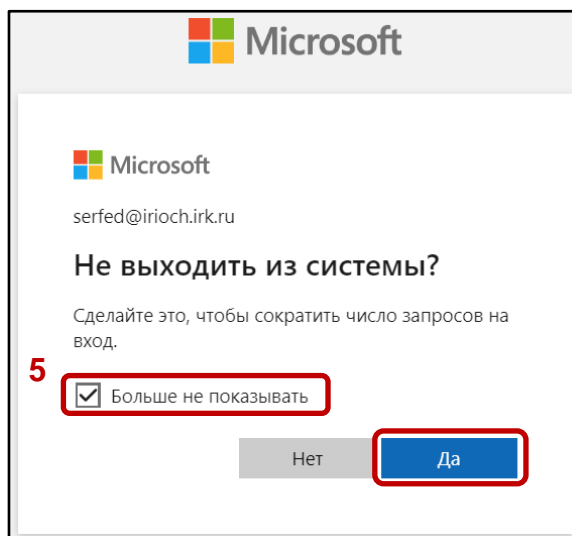 Microsoft
Microsoft
serfed@irioch.irk.ru
Не выходить из системы?
Сделайте это, чтобы сократить число запросов на
вход.
5
Больше не показывать
Нет
Да